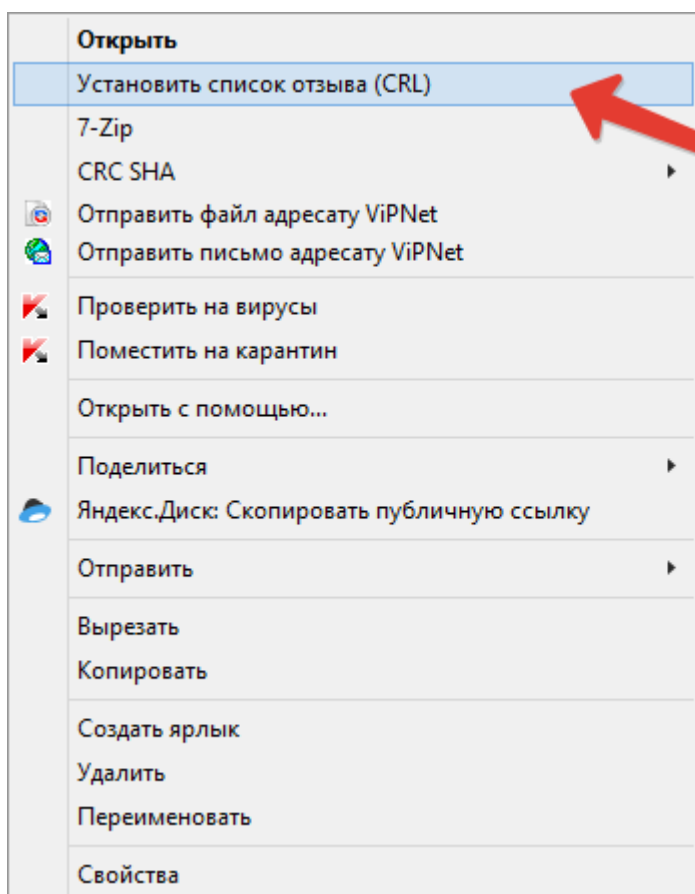 Открыть
Установить список отзыва (CRL)
7-Zip
CRC SHA
Отправить файл адресату ViPNet
Отправить письмо адресату ViPNet
Проверить на вирусы
Поместить на карантин
Открыть с помощью...
Поделиться
Яндекс.Диск: Скопировать публичную ссылку
Отправить
Вырезать
Копировать
Создать ярлык
Удалить
Переименовать
Свойства